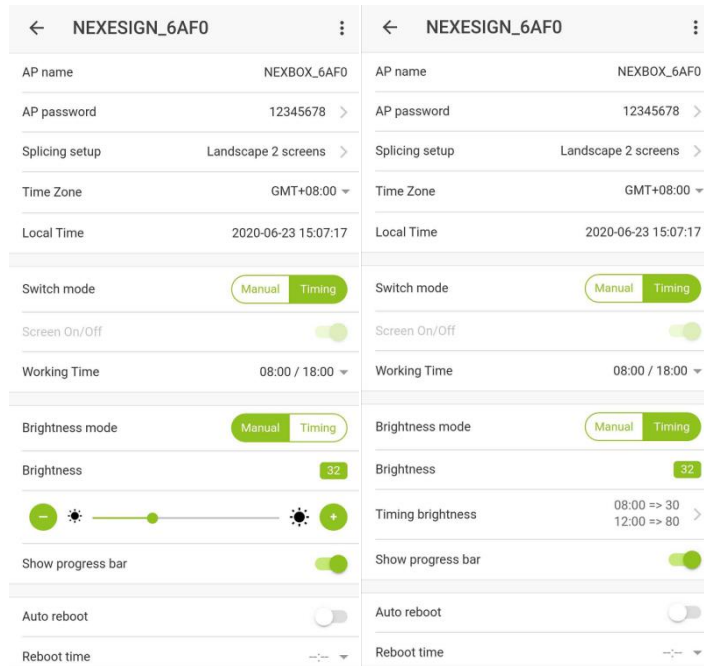 NEXESIGN_6AF0
AP name NEXBOX_6AF0
AP password 12345678
Splicing setup Landscape 2 screens
Time Zone GMT+08:00
Local Time 2020-06-23 15:07:17
Switch mode Manual Timing
Screen On/Off
Working Time 08:00 / 18:00
Brightness mode Manual Timing
Brightness 32
Show progress bar
Auto reboot
Reboot time --:--
NEXESIGN_6AF0
AP name NEXBOX_6AF0
AP password 12345678
Splicing setup Landscape 2 screens
Time Zone GMT+08:00
Local Time 2020-06-23 15:07:17
Switch mode Manual Timing
Screen On/Off
Working Time 08:00 / 18:00
Brightness mode Manual Timing
Brightness 32
Timing brightness 08:00 => 30
12:00 => 80
Show progress bar
Auto reboot
Reboot time --:--